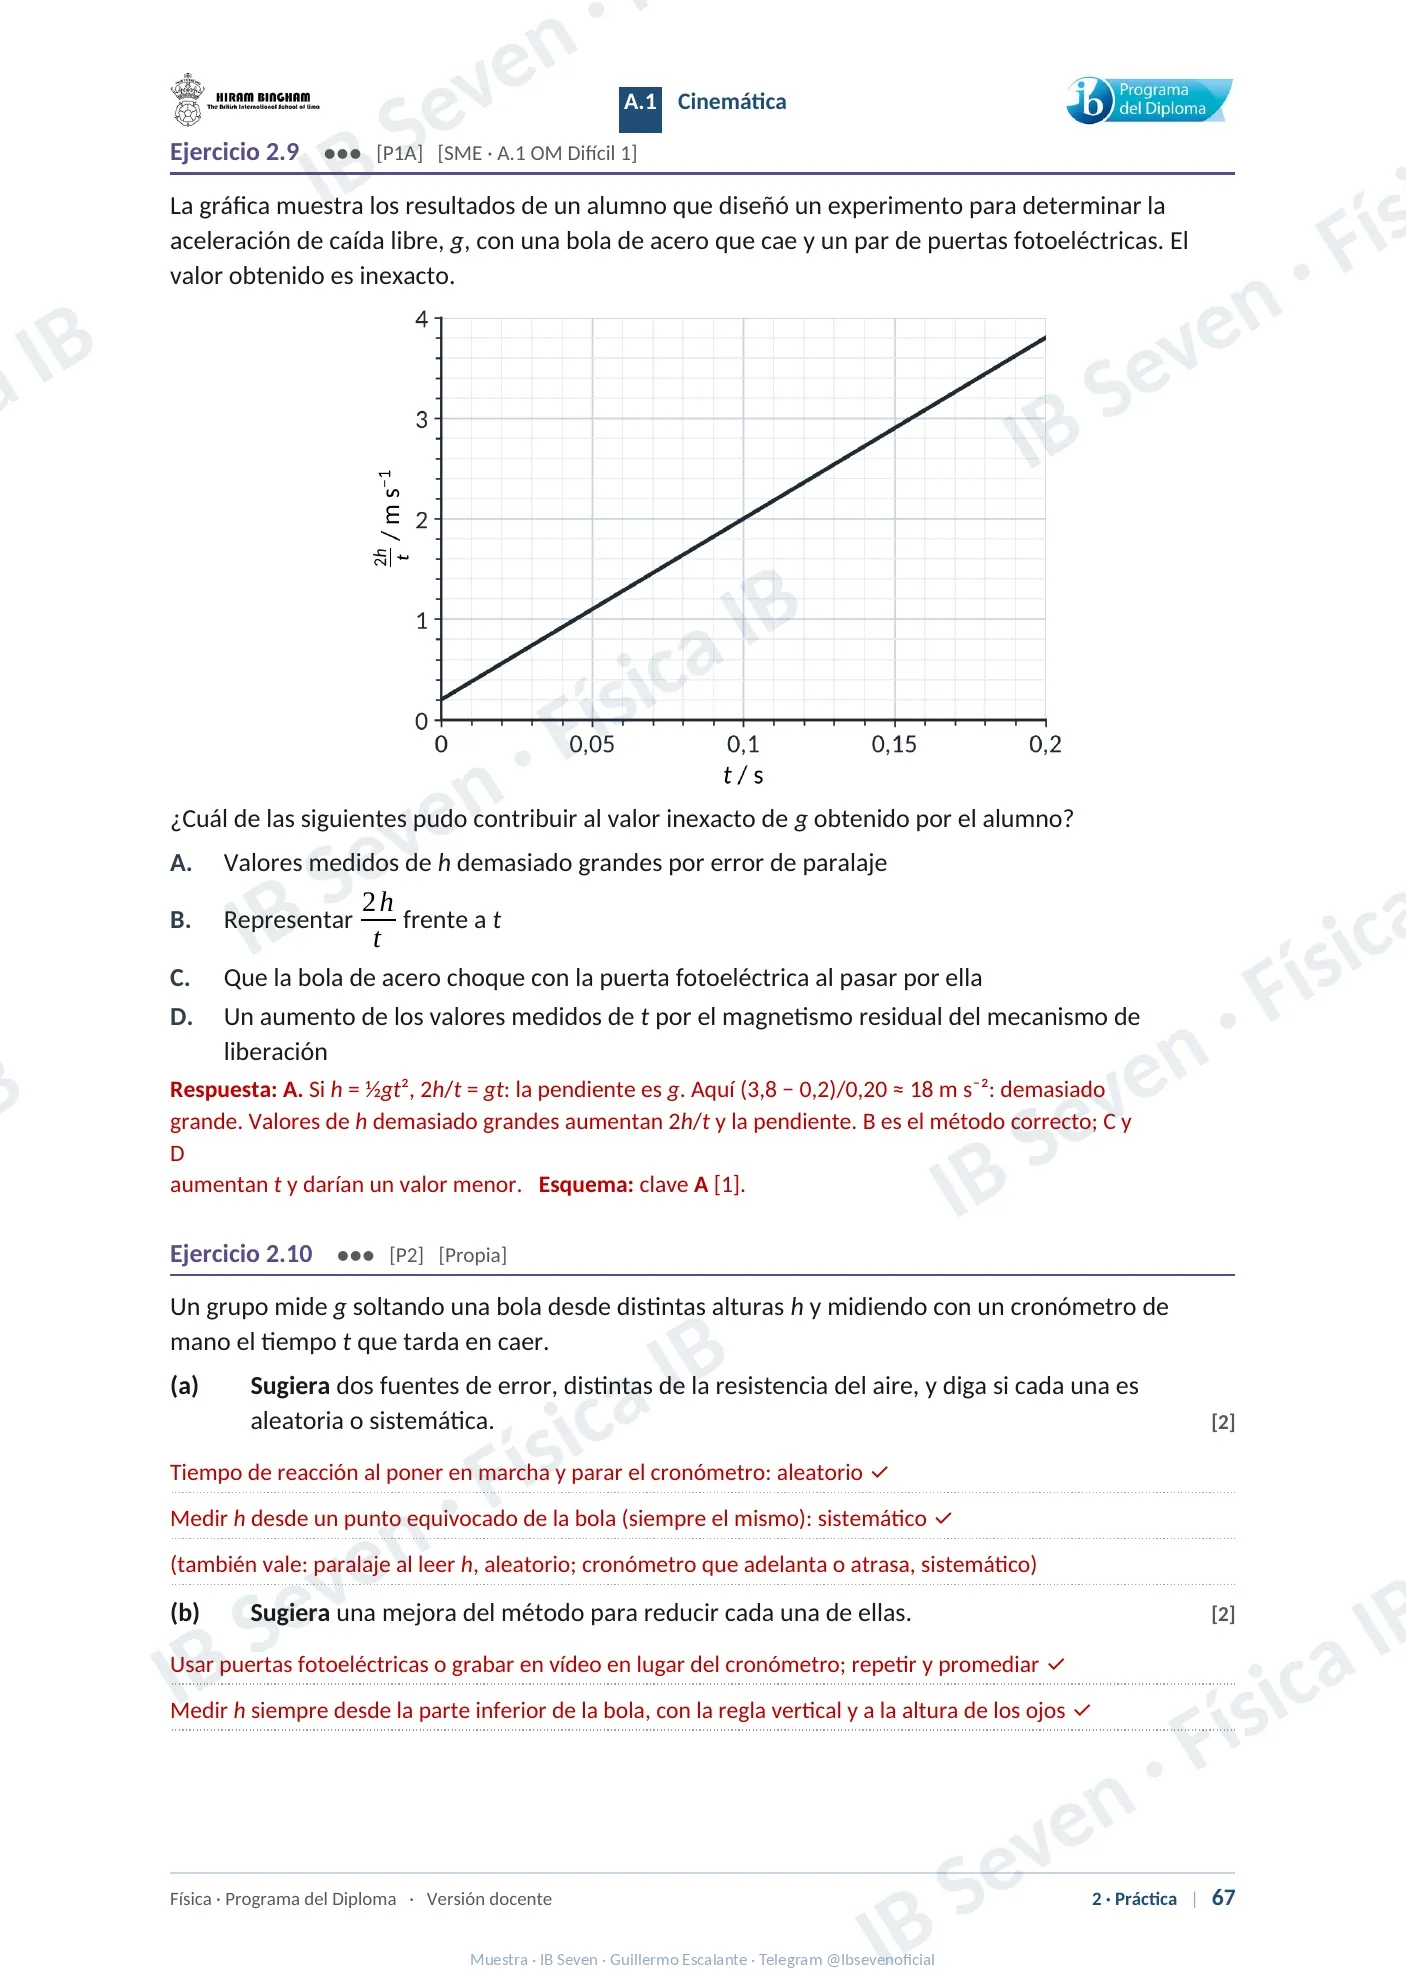 HIRAM BINGHAM
The British International School of Lima
A.1 Cinemática
Programa
del Diploma
Ejercicio 2.9 ●●● [P1A] [SME · A.1 OM Difícil 1]
La gráfica muestra los resultados de un alumno que diseñó un experimento para determinar la
aceleración de caída libre, g, con una bola de acero que cae y un par de puertas fotoeléctricas. El
valor obtenido es inexacto.
4
3
2
1
0
2h/t / m s⁻¹
0 0,05 0,1 0,15 0,2
t / s
¿Cuál de las siguientes pudo contribuir al valor inexacto de g obtenido por el alumno?
A. Valores medidos de h demasiado grandes por error de paralaje
B. Representar 2h/t frente a t
C. Que la bola de acero choque con la puerta fotoeléctrica al pasar por ella
D. Un aumento de los valores medidos de t por el magnetismo residual del mecanismo de
liberación
Respuesta: A. Si h = ½gt², 2h/t = gt: la pendiente es g. Aquí (3,8 − 0,2)/0,20 ≈ 18 m s⁻²: demasiado
grande. Valores de h demasiado grandes aumentan 2h/t y la pendiente. B es el método correcto; C y
D
aumentan t y darían un valor menor. Esquema: clave A [1].
Ejercicio 2.10 ●●● [P2] [Propia]
Un grupo mide g soltando una bola desde distintas alturas h y midiendo con un cronómetro de
mano el tiempo t que tarda en caer.
(a) Sugiera dos fuentes de error, distintas de la resistencia del aire, y diga si cada una es
aleatoria o sistemática. [2]
Tiempo de reacción al poner en marcha y parar el cronómetro: aleatorio ✓
Medir h desde un punto equivocado de la bola (siempre el mismo): sistemático ✓
(también vale: paralaje al leer h, aleatorio; cronómetro que adelanta o atrasa, sistemático)
(b) Sugiera una mejora del método para reducir cada una de ellas. [2]
Usar puertas fotoeléctricas o grabar en vídeo en lugar del cronómetro; repetir y promediar ✓
Medir h siempre desde la parte inferior de la bola, con la regla vertical y a la altura de los ojos ✓
Física · Programa del Diploma · Versión docente
2 · Práctica | 67
Muestra · IB Seven · Guillermo Escalante · Telegram @Ibsevenoficial
IB Seven · Física IB